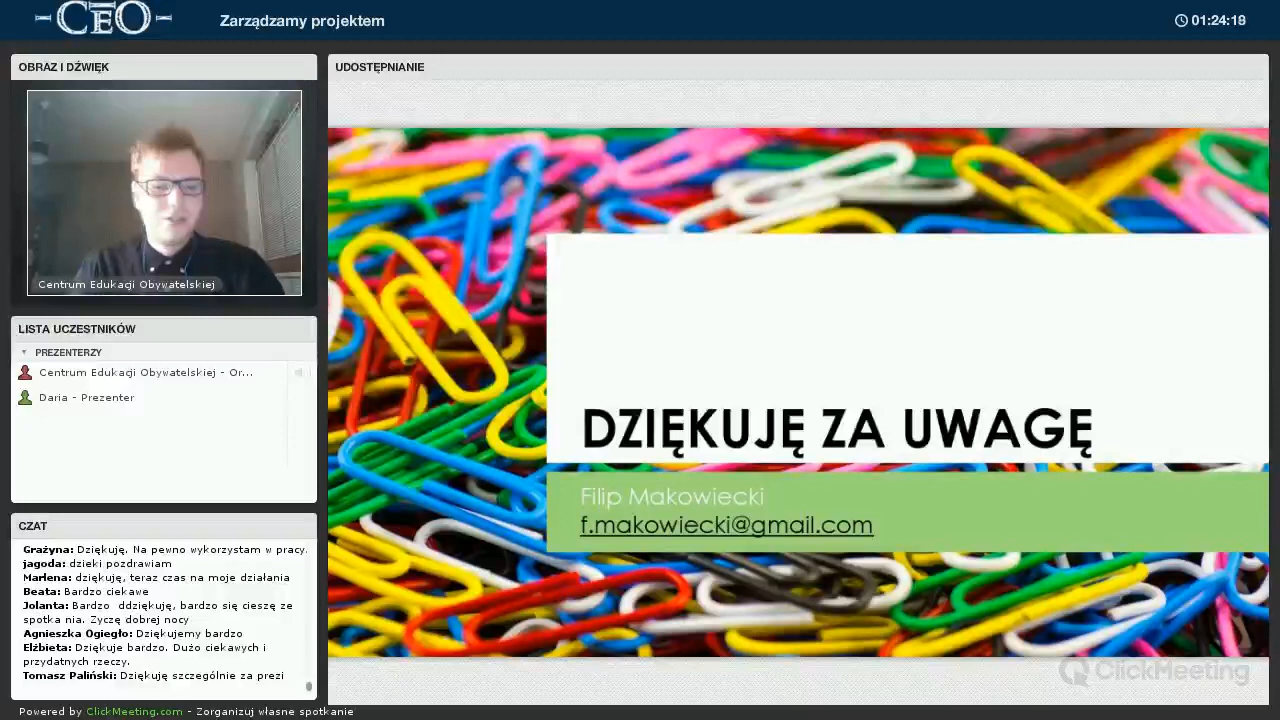 CEO
Zarządzamy projektem
01:24:18
OBRAZ I DŹWIĘK
Centrum Edukacji Obywatelskiej
LISTA UCZESTNIKÓW
PREZENTERZY
Centrum Edukacji Obywatelskiej - Or...
Daria - Prezenter
CZAT
Grażyna: Dziękuję. Na pewno wykorzystam w pracy.
jagoda: dzieki pozdrawiam
Marlena: dziękuję, teraz czas na moje działania
Beata: Bardzo ciekawe
Jolanta: Bardzo ddziękuję, bardzo się cieszę ze
spotka nia. Zyczę dobrej nocy
Agnieszka Ogiegło: Dziękujemy bardzo
Elżbieta: Dziękuje bardzo. Dużo ciekawych i
przydatnych rzeczy.
Tomasz Paliński: Dziękuję szczególnie za prezi
UDOSTĘPNIANIE
DZIĘKUJĘ ZA UWAGĘ
Filip Makowiecki
f.makowiecki@gmail.com
ClickMeeting
Powered by ClickMeeting.com - Zorganizuj własne spotkanie